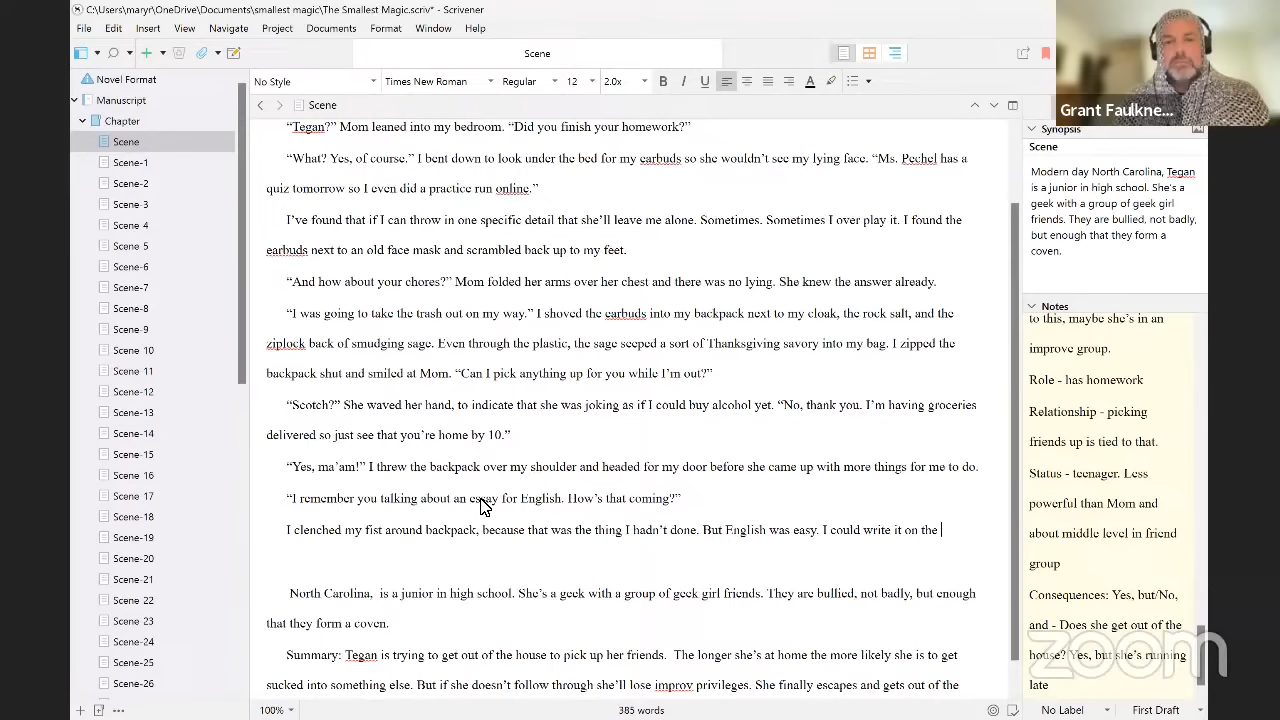 C:\Users\maryr\OneDrive\Documents\smallest magic\The Smallest Magic.scriv* - Scrivener
File Edit Insert View Navigate Project Documents Format Window Help
Scene
Novel Format
Manuscript
Chapter
Scene
Scene-1
Scene-2
Scene-3
Scene 4
Scene 5
Scene-6
Scene-7
Scene-8
Scene-9
Scene 10
Scene 11
Scene-12
Scene-13
Scene-14
Scene-15
Scene 16
Scene 17
Scene-18
Scene-19
Scene-20
Scene-21
Scene 22
Scene 23
Scene-24
Scene-25
Scene-26
No Style Times New Roman Regular 12 2.0x B I U A
Scene
“Tegan?” Mom leaned into my bedroom. “Did you finish your homework?”
“What? Yes, of course.” I bent down to look under the bed for my earbuds so she wouldn’t see my lying face. “Ms. Pechel has a
quiz tomorrow so I even did a practice run online.”
I’ve found that if I can throw in one specific detail that she’ll leave me alone. Sometimes. Sometimes I over play it. I found the
earbuds next to an old face mask and scrambled back up to my feet.
“And how about your chores?” Mom folded her arms over her chest and there was no lying. She knew the answer already.
“I was going to take the trash out on my way.” I shoved the earbuds into my backpack next to my cloak, the rock salt, and the
ziplock back of smudging sage. Even through the plastic, the sage seeped a sort of Thanksgiving savory into my bag. I zipped the
backpack shut and smiled at Mom. “Can I pick anything up for you while I’m out?”
“Scotch?” She waved her hand, to indicate that she was joking as if I could buy alcohol yet. “No, thank you. I’m having groceries
delivered so just see that you’re home by 10.”
“Yes, ma’am!” I threw the backpack over my shoulder and headed for my door before she came up with more things for me to do.
“I remember you talking about an essay for English. How’s that coming?”
I clenched my fist around backpack, because that was the thing I hadn’t done. But English was easy. I could write it on the
North Carolina, is a junior in high school. She’s a geek with a group of geek girl friends. They are bullied, not badly, but enough
that they form a coven.
Summary: Tegan is trying to get out of the house to pick up her friends. The longer she’s at home the more likely she is to get
sucked into something else. But if she doesn’t follow through she’ll lose improv privileges. She finally escapes and gets out of the
100% 385 words
Grant Faulkne...
Synopsis
Scene
Modern day North Carolina, Tegan
is a junior in high school. She's a
geek with a group of geek girl
friends. They are bullied, not badly,
but enough that they form a
coven.
Notes
to this, maybe she’s in an
improve group.
Role - has homework
Relationship - picking
friends up is tied to that.
Status - teenager. Less
powerful than Mom and
about middle level in friend
group
Consequences: Yes, but/No,
and - Does she get out of the
house? Yes, but she’s running
late
No Label First Draft
zoom